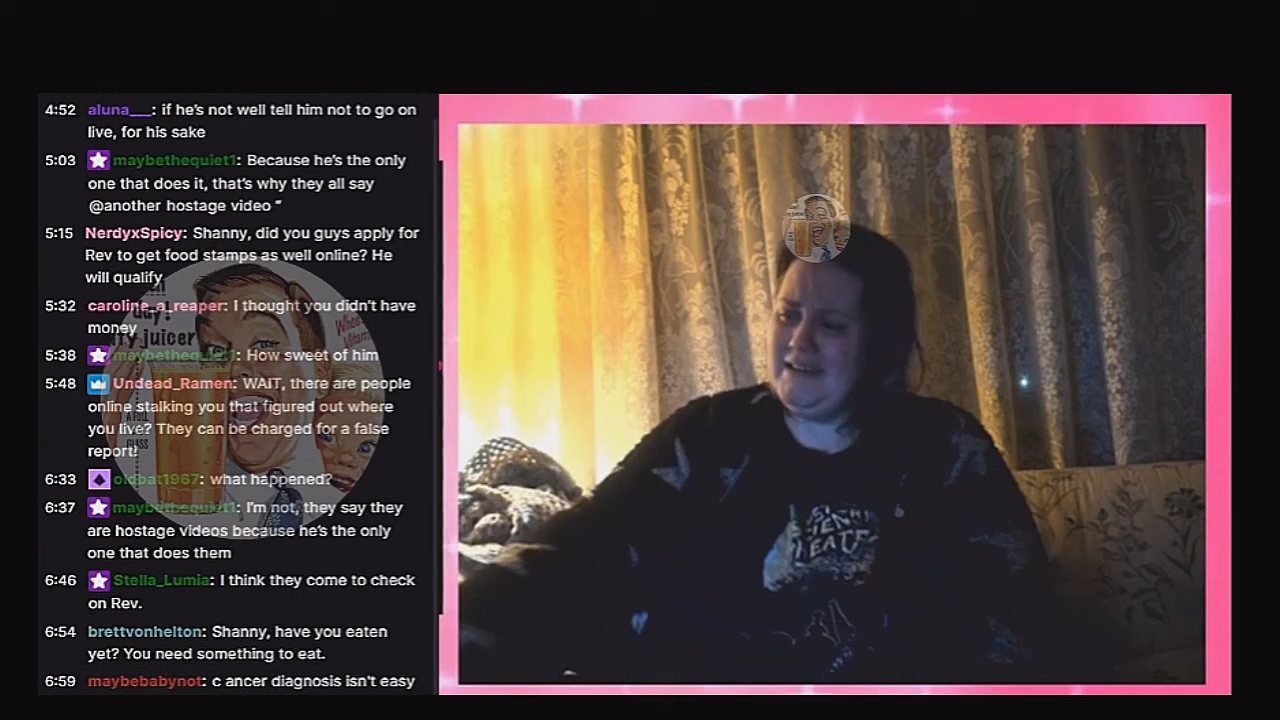 4:52 aluna___: if he's not well tell him not to go on
live, for his sake
5:03 maybethequiet1: Because he's the only
one that does it, that's why they all say
@another hostage video "
5:15 NerdyxSpicy: Shanny, did you guys apply for
Rev to get food stamps as well online? He
will qualify
5:32 caroline_a_reaper: I thought you didn't have
money
5:38 maybethequiet1: How sweet of him
5:48 Undead_Ramen: WAIT, there are people
online stalking you that figured out where
you live? They can be charged for a false
report!
6:33 oldbat1967: what happened?
6:37 maybethequiet1: I'm not, they say they
are hostage videos because he's the only
one that does them
6:46 Stella_Lumia: I think they come to check
on Rev.
6:54 brettvonhelton: Shanny, have you eaten
yet? You need something to eat.
6:59 maybebabynot: c ancer diagnosis isn't easy
juicer
GLASS